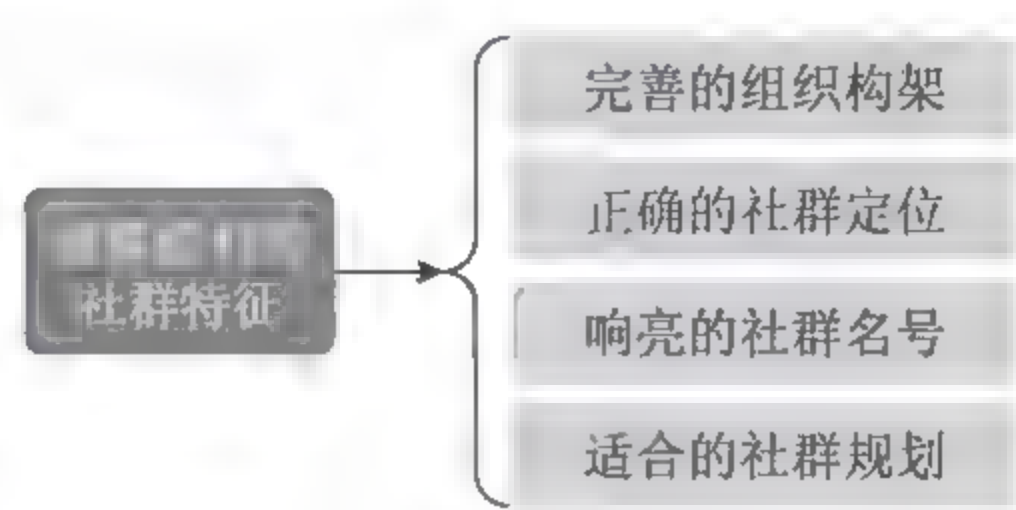 社群特征
完善的组织构架
正确的社群定位
响亮的社群名号
适合的社群规划